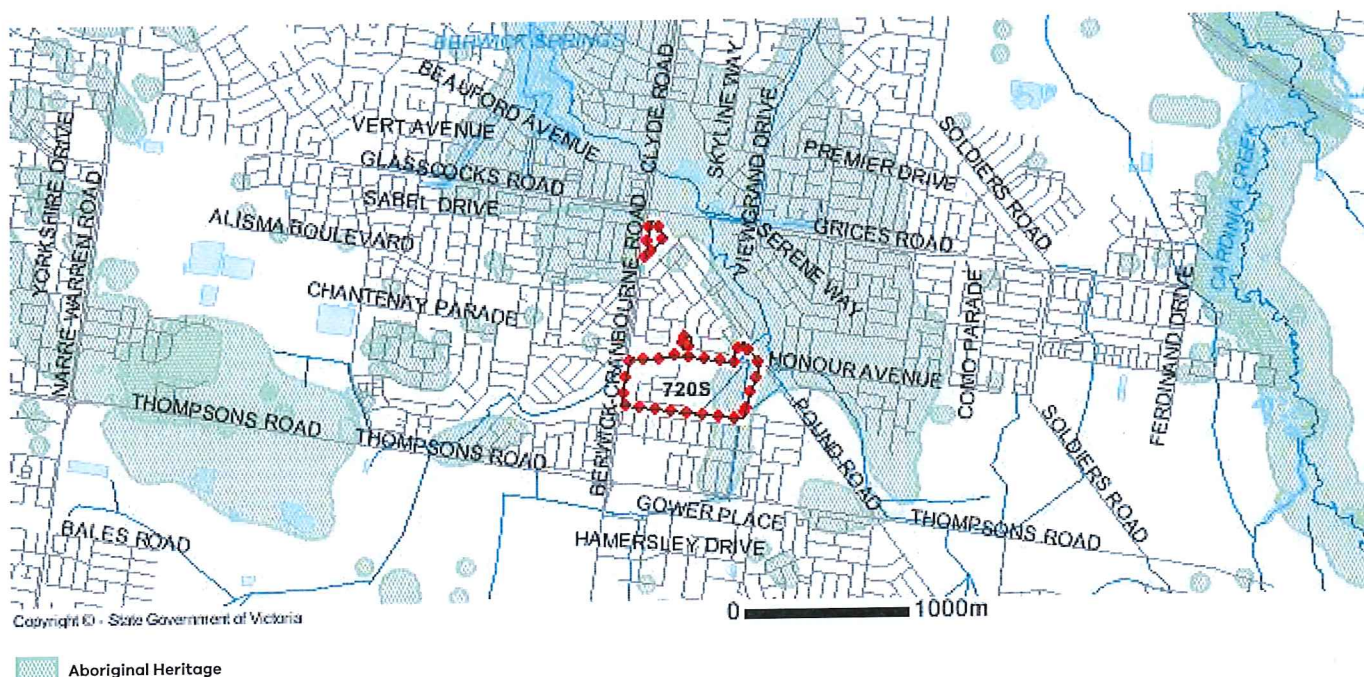 BERWICK SPRINGS
BEAUFORD AVENUE
VERT AVENUE
GLASSCOCKS ROAD
SABEL DRIVE
ALISMA BOULEVARD
CHANTENAY PARADE
YORKSHIRE DRIVE
NARRE WARREN ROAD
THOMPSONS ROAD
THOMPSONS ROAD
BALES ROAD
CLYDE ROAD
BERWICK CRANBOURNE ROAD
BERWICK
SKYLINE WAY
VIEWGRAND DRIVE
PREMIER DRIVE
SOLDIERS ROAD
GRICES ROAD
SERENE WAY
COMO PARADE
HONOUR AVENUE
720S
POUND ROAD
GOWER PLACE
HAMERSLEY DRIVE
THOMPSONS ROAD
SOLDIERS ROAD
FERDINAND DRIVE
CARDINIA CREEK
Copyright © - State Government of Victoria
0 1000m
Aboriginal Heritage